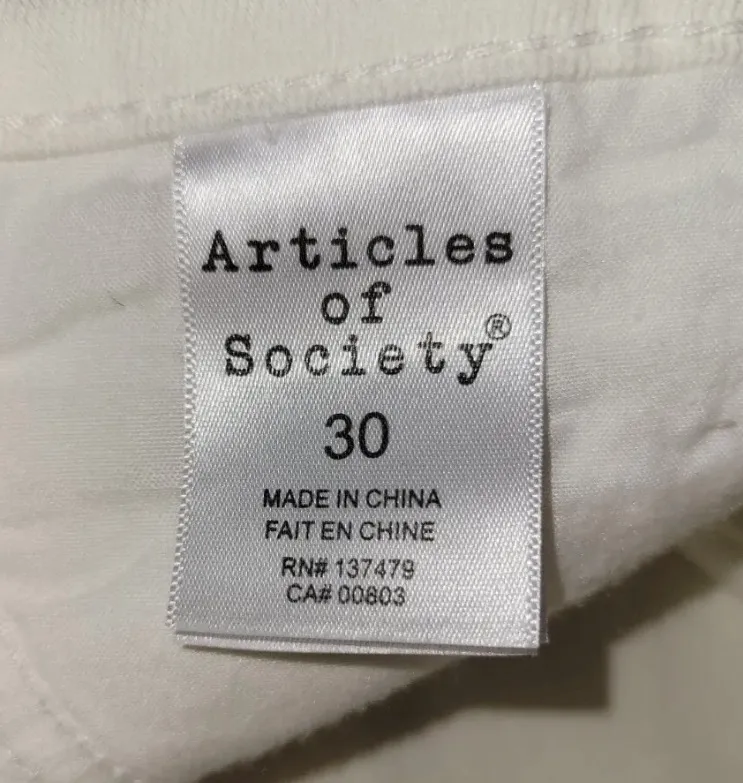 Articles
of
Society®
30
MADE IN CHINA
FAIT EN CHINE
RN# 137479
CA# 00803